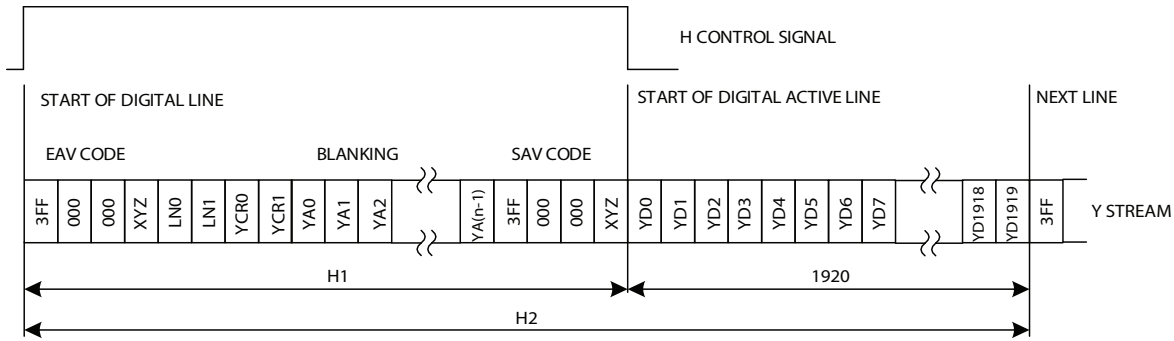 H CONTROL SIGNAL
START OF DIGITAL LINE
START OF DIGITAL ACTIVE LINE
NEXT LINE
EAV CODE
BLANKING
SAV CODE
3FF 000 000 XYZ LN0 LN1 YCR0 YCR1 YA0 YA1 YA2 YA(n-1) 3FF 000 000 XYZ YD0 YD1 YD2 YD3 YD4 YD5 YD6 YD7 YD1918 YD1919 3FF
Y STREAM
H1
1920
H2